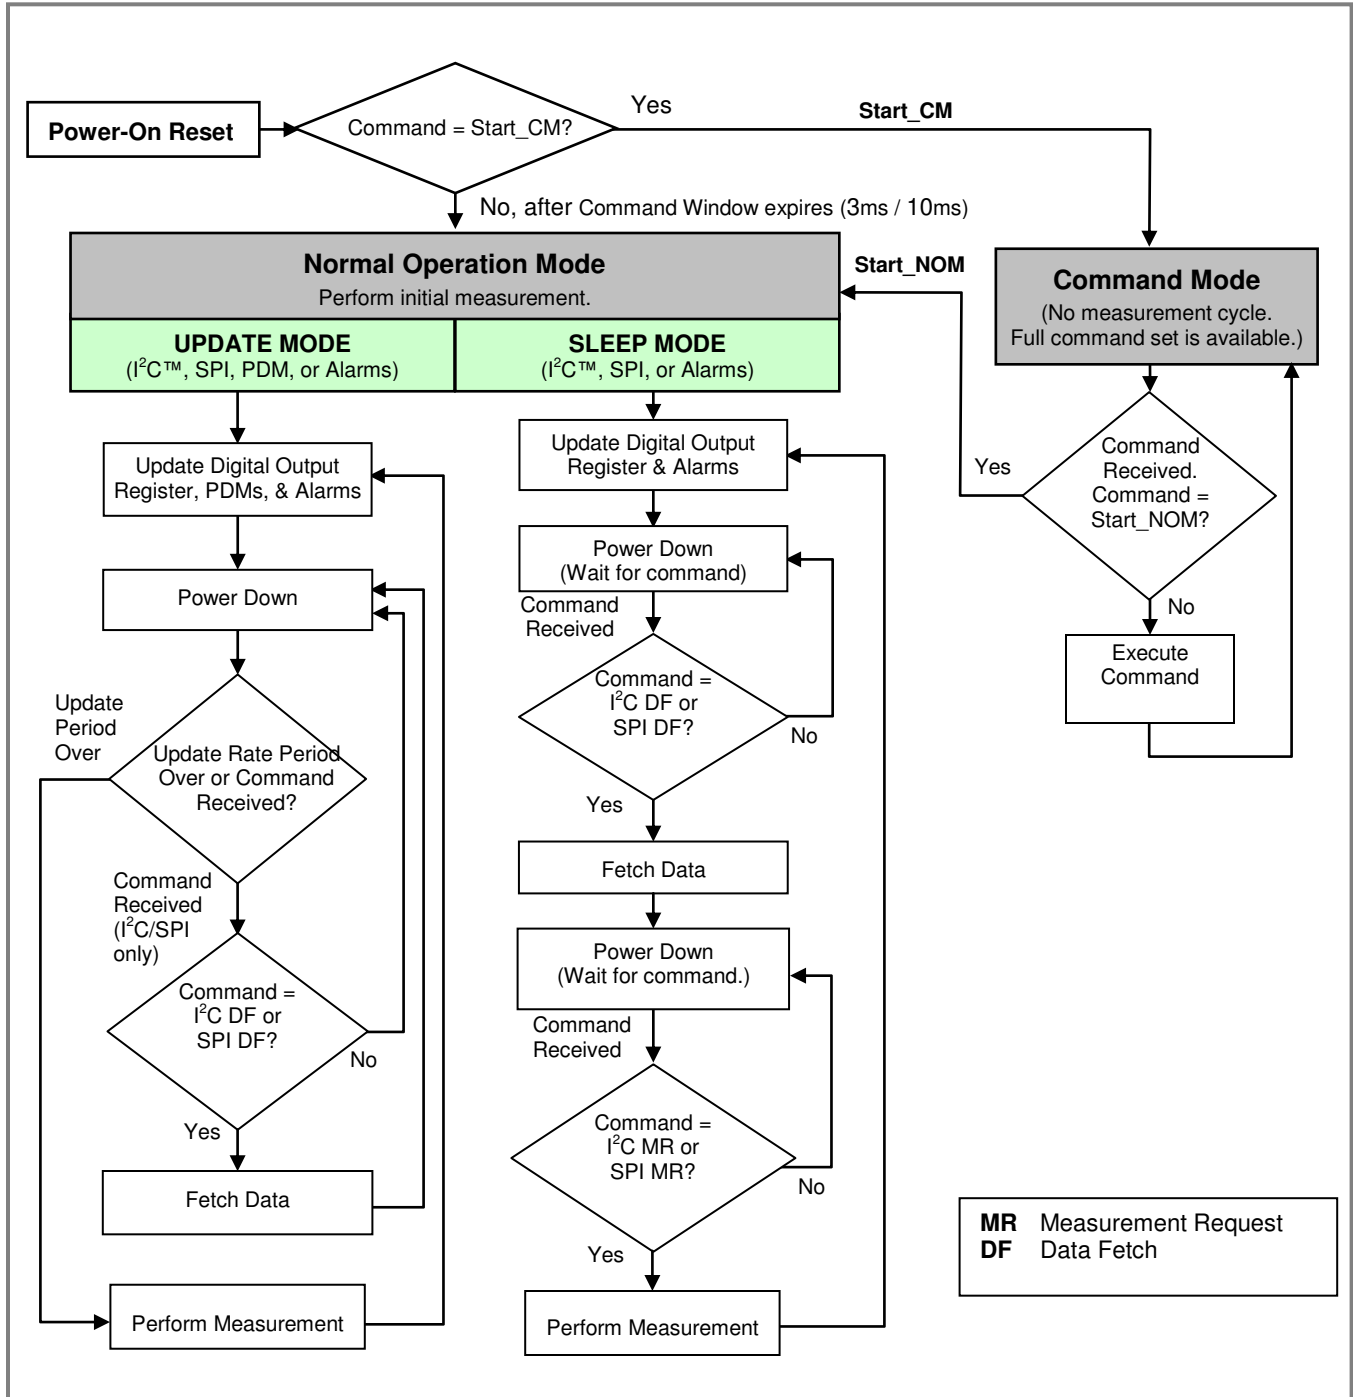 Power-On Reset
Command = Start_CM?
Yes
Start_CM
No, after Command Window expires (3ms / 10ms)
Normal Operation Mode
Perform initial measurement.
Start_NOM
Command Mode
(No measurement cycle.
Full command set is available.)
UPDATE MODE
(I²C™, SPI, PDM, or Alarms)
SLEEP MODE
(I²C™, SPI, or Alarms)
Update Digital Output
Register, PDMs, & Alarms
Power Down
Update
Period
Over
Update Rate Period
Over or Command
Received?
Command
Received
(I²C/SPI
only)
Command =
I²C DF or
SPI DF?
No
Yes
Fetch Data
Perform Measurement
Update Digital Output
Register & Alarms
Power Down
(Wait for command)
Command
Received
Command =
I²C DF or
SPI DF?
No
Yes
Fetch Data
Power Down
(Wait for command.)
Command
Received
Command =
I²C MR or
SPI MR?
No
Yes
Perform Measurement
Command
Received.
Command =
Start_NOM?
Yes
No
Execute
Command
MR Measurement Request
DF Data Fetch